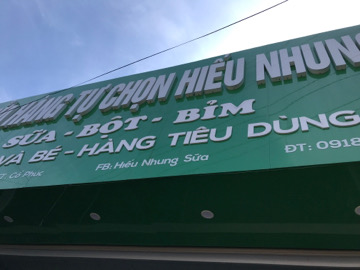 HÀNG TỰ CHỌN HIẾU NHUNG
SỮA - BỘT - BỈM
VÀ BÉ - HÀNG TIÊU DÙNG
FB: Hiếu Nhung Sữa
ĐT: 0918